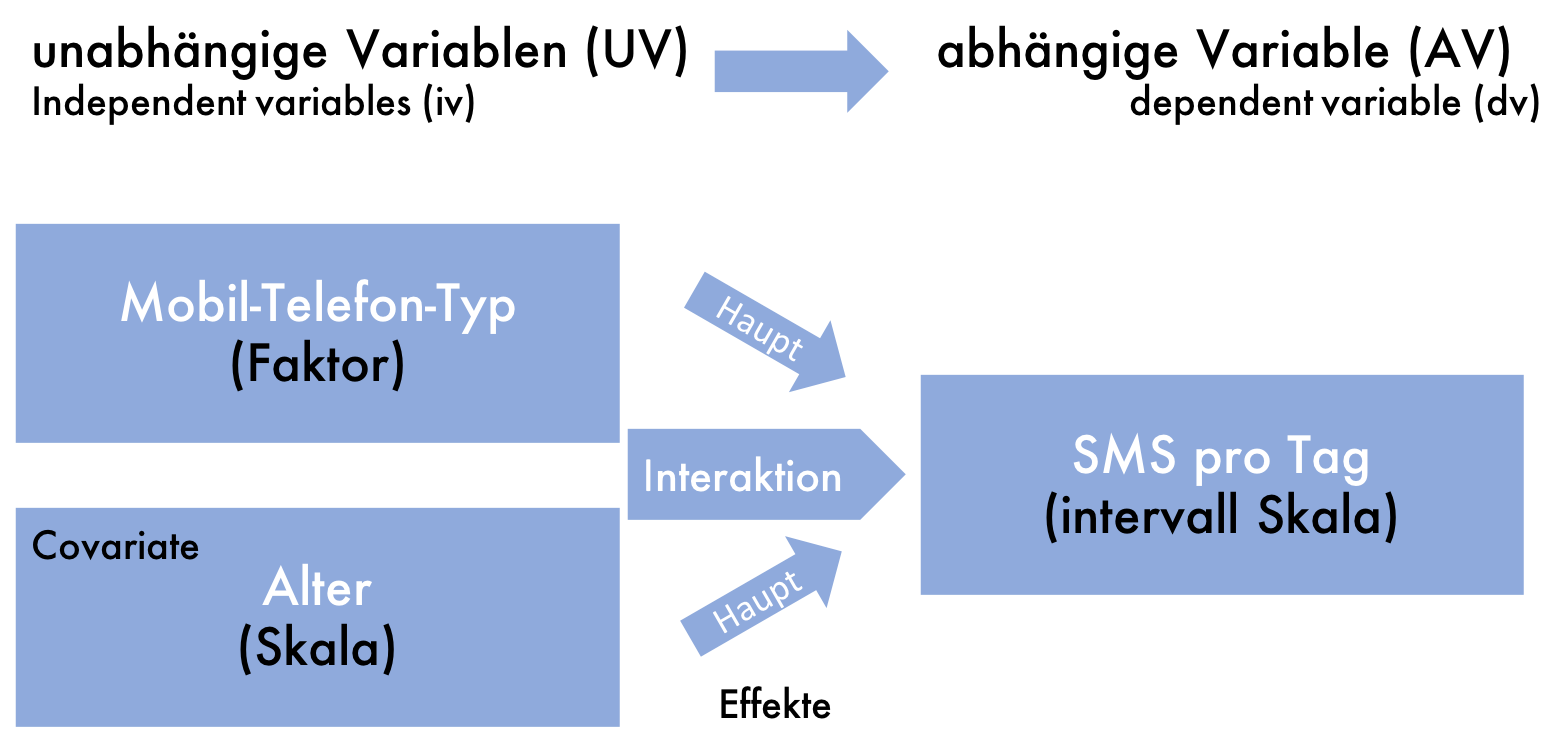 unabhängige Variablen (UV)
Independent variables (iv)
abhängige Variable (AV)
dependent variable (dv)
Mobil-Telefon-Typ
(Faktor)
Covariate
Alter
(Skala)
Haupt
Interaktion
Haupt
Effekte
SMS pro Tag
(intervall Skala)